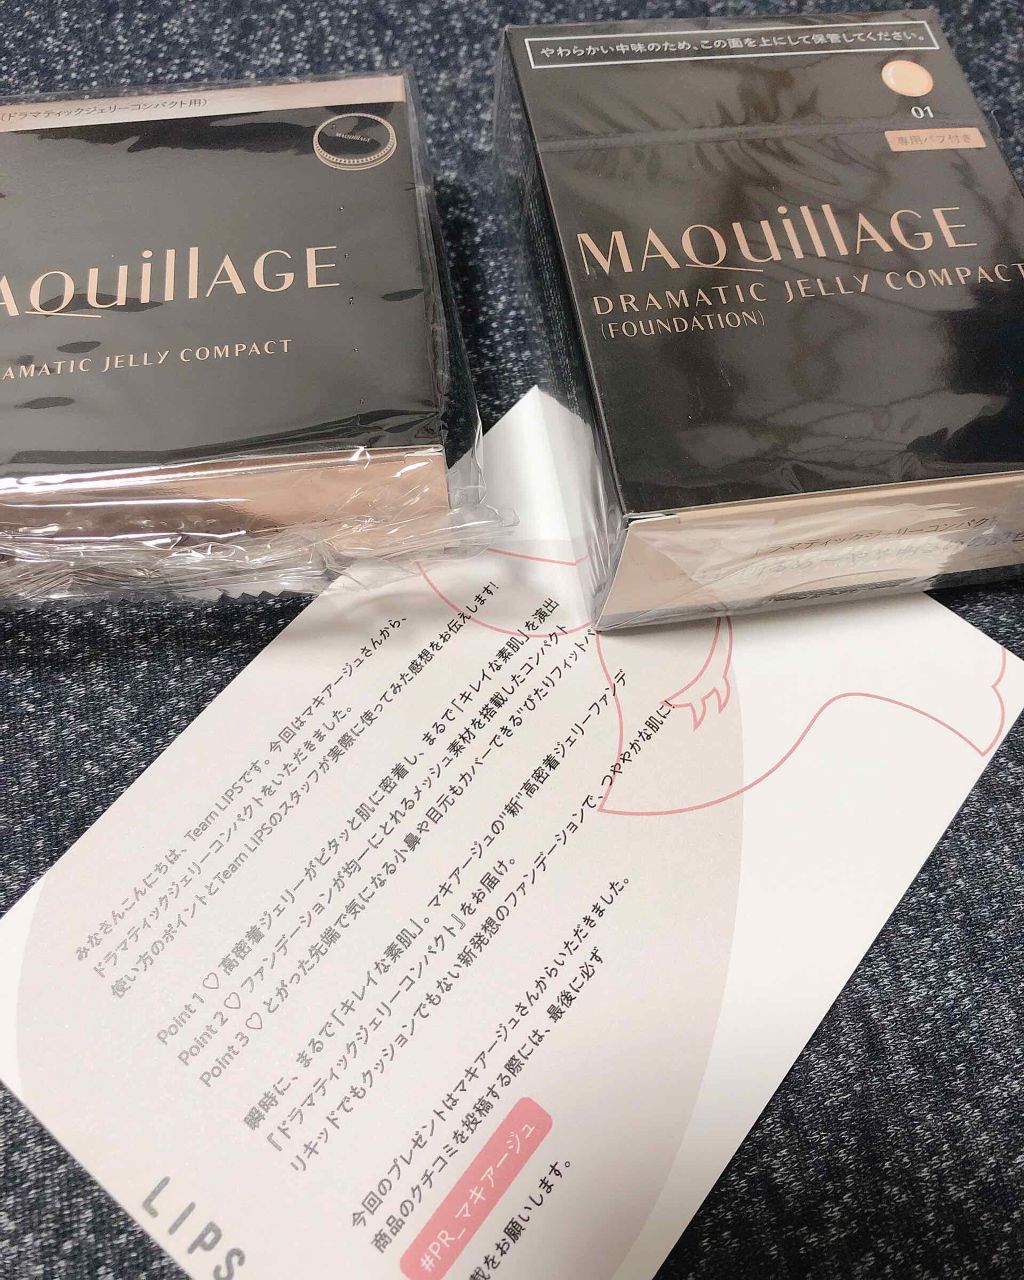 (ドラマティックジェリーコンパクト用)
MAQuillAGE
AQuillAGE
AMATIC JELLY COMPACT
やわらかい中味のため、この面を上にして保管してください。
01
専用パフ付き
MAQuillAGE
DRAMATIC JELLY COMPACT
(FOUNDATION)
ドラマティックジェリーコンパク
みなさんこんにちは、Team LIPSです。今回はマキアージュさんから、
ドラマティックジェリーコンパクトをいただきました。
使い方のポイントとTeam LIPSのスタッフが実際に使ってみた感想をお伝えします!
Point 1 ♡ 高密着ジェリーがピタッと肌に密着し、まるで「キレイな素肌」を演出
Point 2 ♡ ファンデーションが均一にとれるメッシュ素材を搭載したコンパクト
Point 3 ♡ とがった先端で気になる小鼻や目元もカバーできる"ぴたりフィットパ
瞬時に、まるで「キレイな素肌」。マキアージュの"新"高密着ジェリーファンデ
『ドラマティックジェリーコンパクト』をお届け。
リキッドでもクッションでもない新発想のファンデーションで、つややかな肌に!
今回のプレゼントはマキアージュさんからいただきました。
商品のクチコミを投稿する際には、最後に必ず
#PR_マキアージュ
載をお願いします。
LIPS